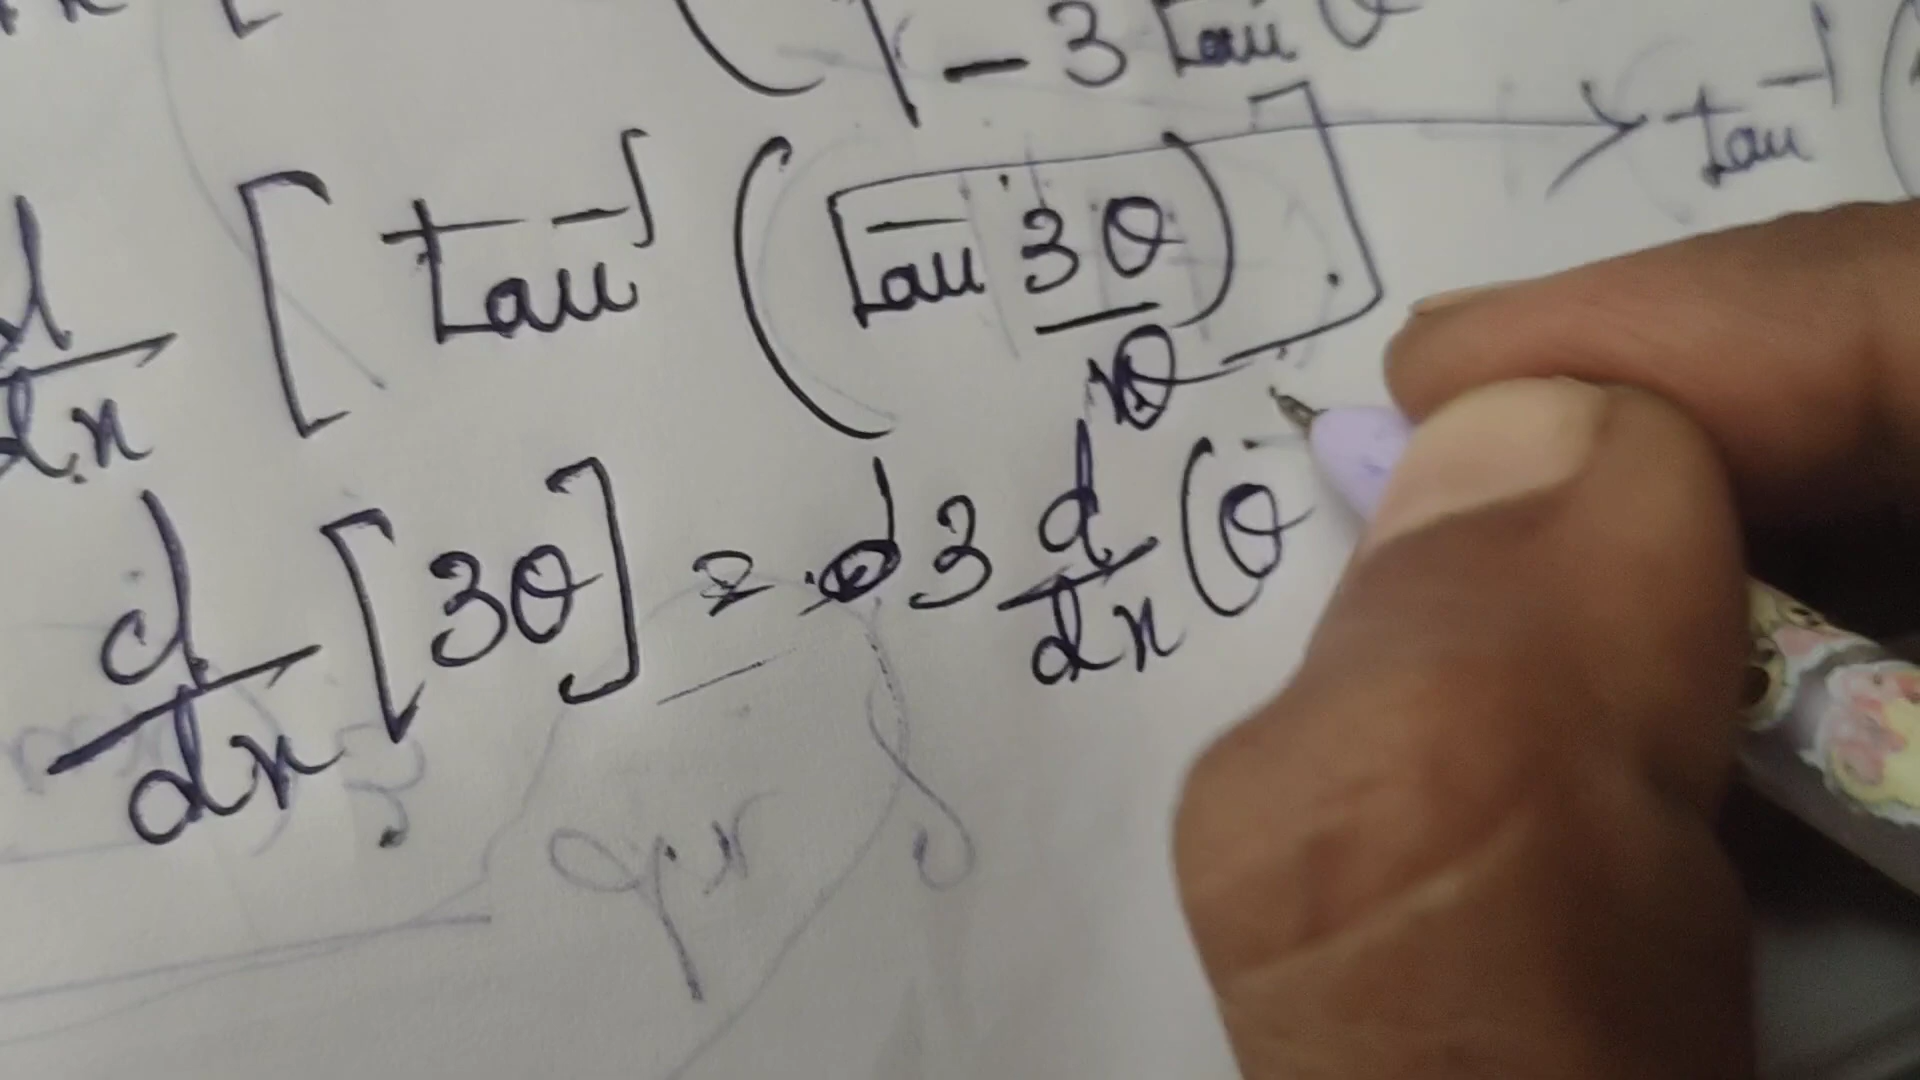 - 3 tan θ
d/dx [ tan⁻¹ ( tan 3θ ) ] → tan⁻¹ (
θ
d/dx [3θ] = 3 d/dx (θ